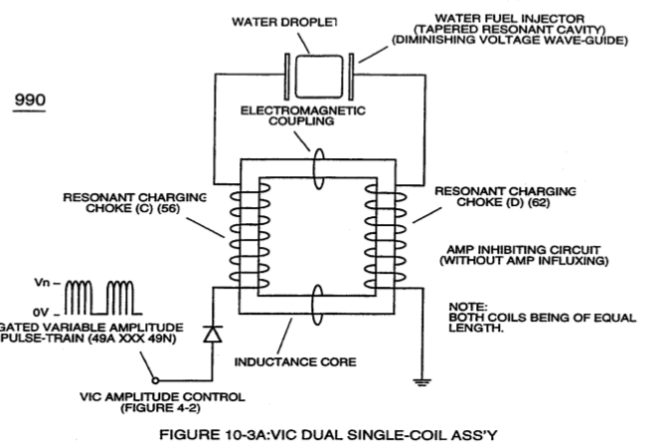 WATER DROPLET
WATER FUEL INJECTOR
(TAPERED RESONANT CAVITY)
(DIMINISHING VOLTAGE WAVE-GUIDE)
990
ELECTROMAGNETIC
COUPLING
RESONANT CHARGING
CHOKE (C) (56)
RESONANT CHARGING
CHOKE (D) (62)
AMP INHIBITING CIRCUIT
(WITHOUT AMP INFLUXING)
Vn
0V
GATED VARIABLE AMPLITUDE
PULSE-TRAIN (49A XXX 49N)
NOTE:
BOTH COILS BEING OF EQUAL
LENGTH.
INDUCTANCE CORE
VIC AMPLITUDE CONTROL
(FIGURE 4-2)
FIGURE 10-3A:VIC DUAL SINGLE-COIL ASS'Y